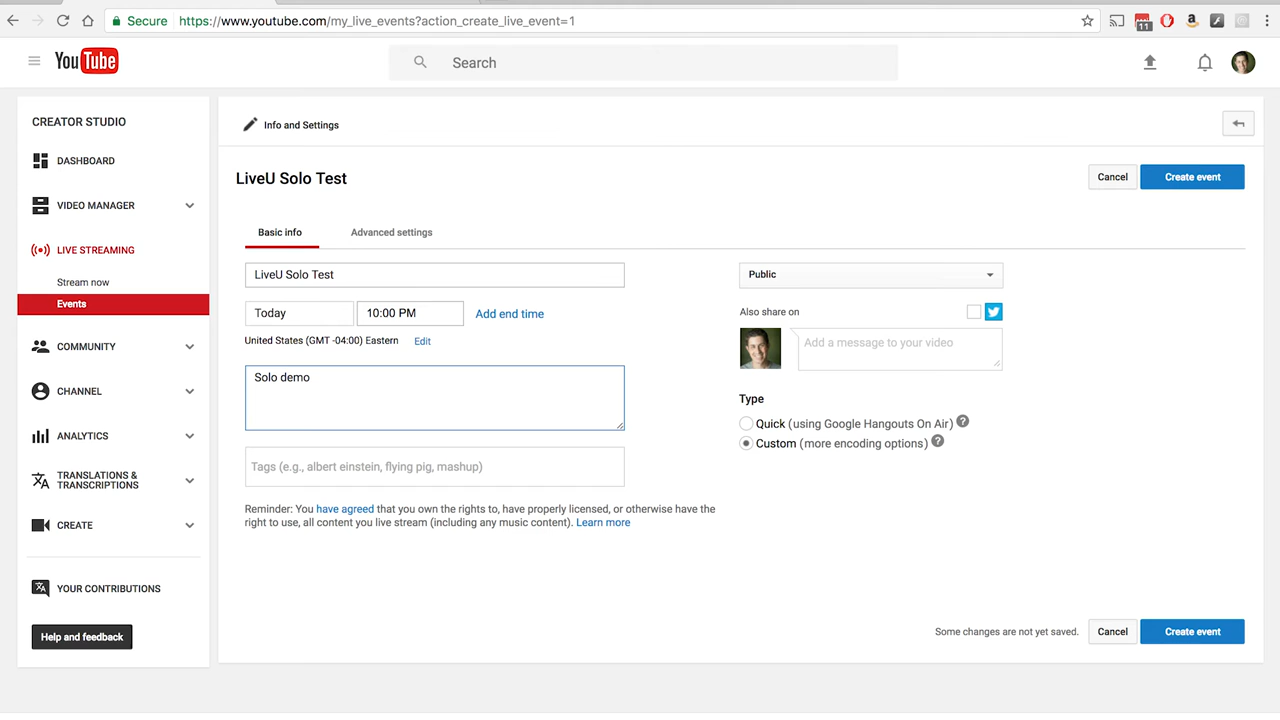 Secure https://www.youtube.com/my_live_events?action_create_live_event=1
11
YouTube
Search
CREATOR STUDIO
DASHBOARD
VIDEO MANAGER
LIVE STREAMING
Stream now
Events
COMMUNITY
CHANNEL
ANALYTICS
TRANSLATIONS &
TRANSCRIPTIONS
CREATE
YOUR CONTRIBUTIONS
Help and feedback
Info and Settings
LiveU Solo Test
Cancel
Create event
Basic info
Advanced settings
LiveU Solo Test
Today
10:00 PM
Add end time
United States (GMT -04:00) Eastern
Edit
Solo demo
Tags (e.g., albert einstein, flying pig, mashup)
Reminder: You have agreed that you own the rights to, have properly licensed, or otherwise have the
right to use, all content you live stream (including any music content). Learn more
Public
Also share on
Add a message to your video
Type
Quick (using Google Hangouts On Air) ?
Custom (more encoding options) ?
Some changes are not yet saved.
Cancel
Create event